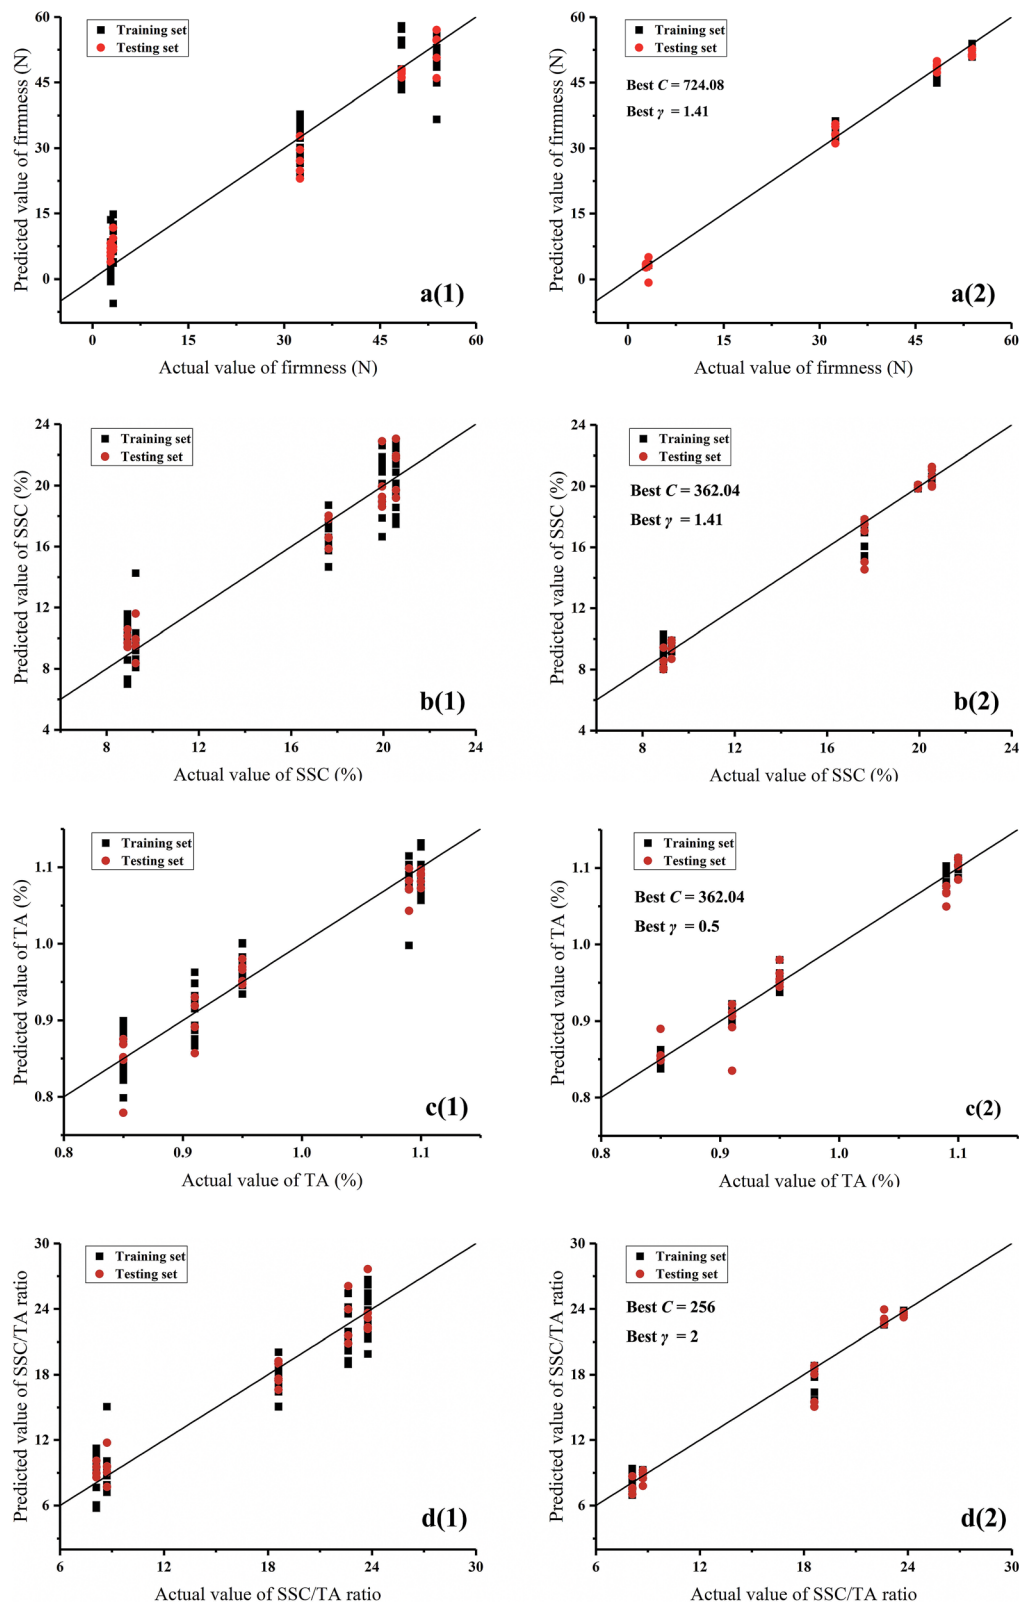 60
45
30
15
0
Predicted value of firmness (N)
Training set
Testing set
a(1)
0 15 30 45 60
Actual value of firmness (N)
60
45
30
15
0
Predicted value of firmness (N)
Training set
Testing set
Best C = 724.08
Best γ = 1.41
a(2)
0 15 30 45 60
Actual value of firmness (N)
24
20
16
12
8
4
Predicted value of SSC (%)
Training set
Testing set
b(1)
8 12 16 20 24
Actual value of SSC (%)
24
20
16
12
8
4
Predicted value of SSC (%)
Training set
Testing set
Best C = 362.04
Best γ = 1.41
b(2)
8 12 16 20 24
Actual value of SSC (%)
1.1
1.0
0.9
0.8
Predicted value of TA (%)
Training set
Testing set
c(1)
0.8 0.9 1.0 1.1
Actual value of TA (%)
1.1
1.0
0.9
0.8
Predicted value of TA (%)
Training set
Testing set
Best C = 362.04
Best γ = 0.5
c(2)
0.8 0.9 1.0 1.1
Actual value of TA (%)
30
24
18
12
6
Predicted value of SSC/TA ratio
Training set
Testing set
d(1)
6 12 18 24 30
Actual value of SSC/TA ratio
30
24
18
12
6
Predicted value of SSC/TA ratio
Training set
Testing set
Best C = 256
Best γ = 2
d(2)
6 12 18 24 30
Actual value of SSC/TA ratio